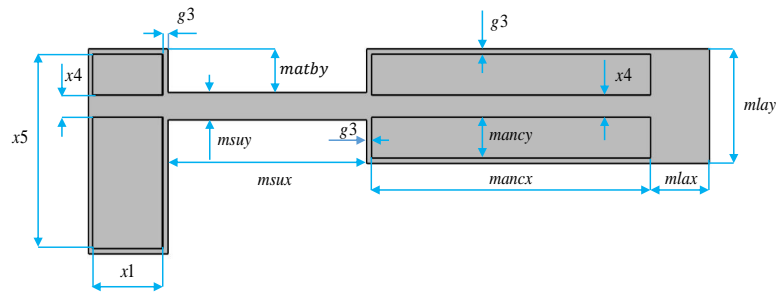 g3
g3
x4
matby
x4
mlay
x5
msuy
g3
mancy
msux
mancx
mlax
x1